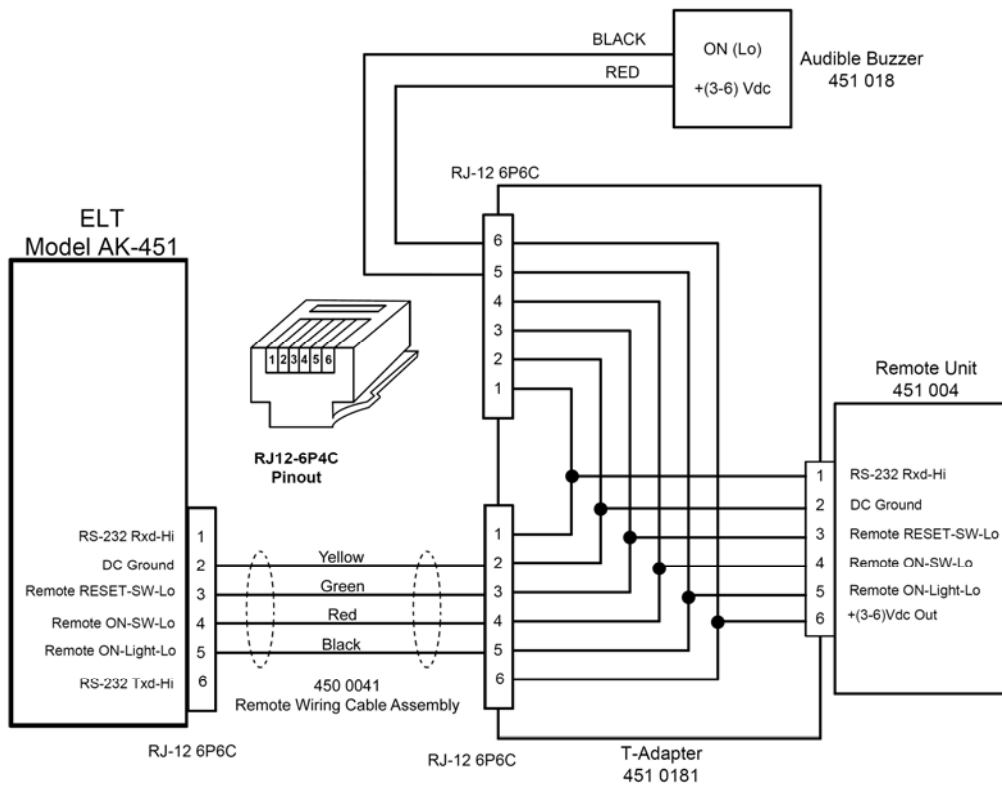 BLACK
RED
ON (Lo)
+(3-6) Vdc
Audible Buzzer
451 018
RJ-12 6P6C
6
5
4
3
2
1
ELT
Model AK-451
1 2 3 4 5 6
RJ12-6P4C
Pinout
RS-232 Rxd-Hi 1
DC Ground 2
Remote RESET-SW-Lo 3
Remote ON-SW-Lo 4
Remote ON-Light-Lo 5
RS-232 Txd-Hi 6
RJ-12 6P6C
Yellow
Green
Red
Black
450 0041
Remote Wiring Cable Assembly
1
2
3
4
5
6
RJ-12 6P6C
T-Adapter
451 0181
Remote Unit
451 004
1 RS-232 Rxd-Hi
2 DC Ground
3 Remote RESET-SW-Lo
4 Remote ON-SW-Lo
5 Remote ON-Light-Lo
6 +(3-6)Vdc Out